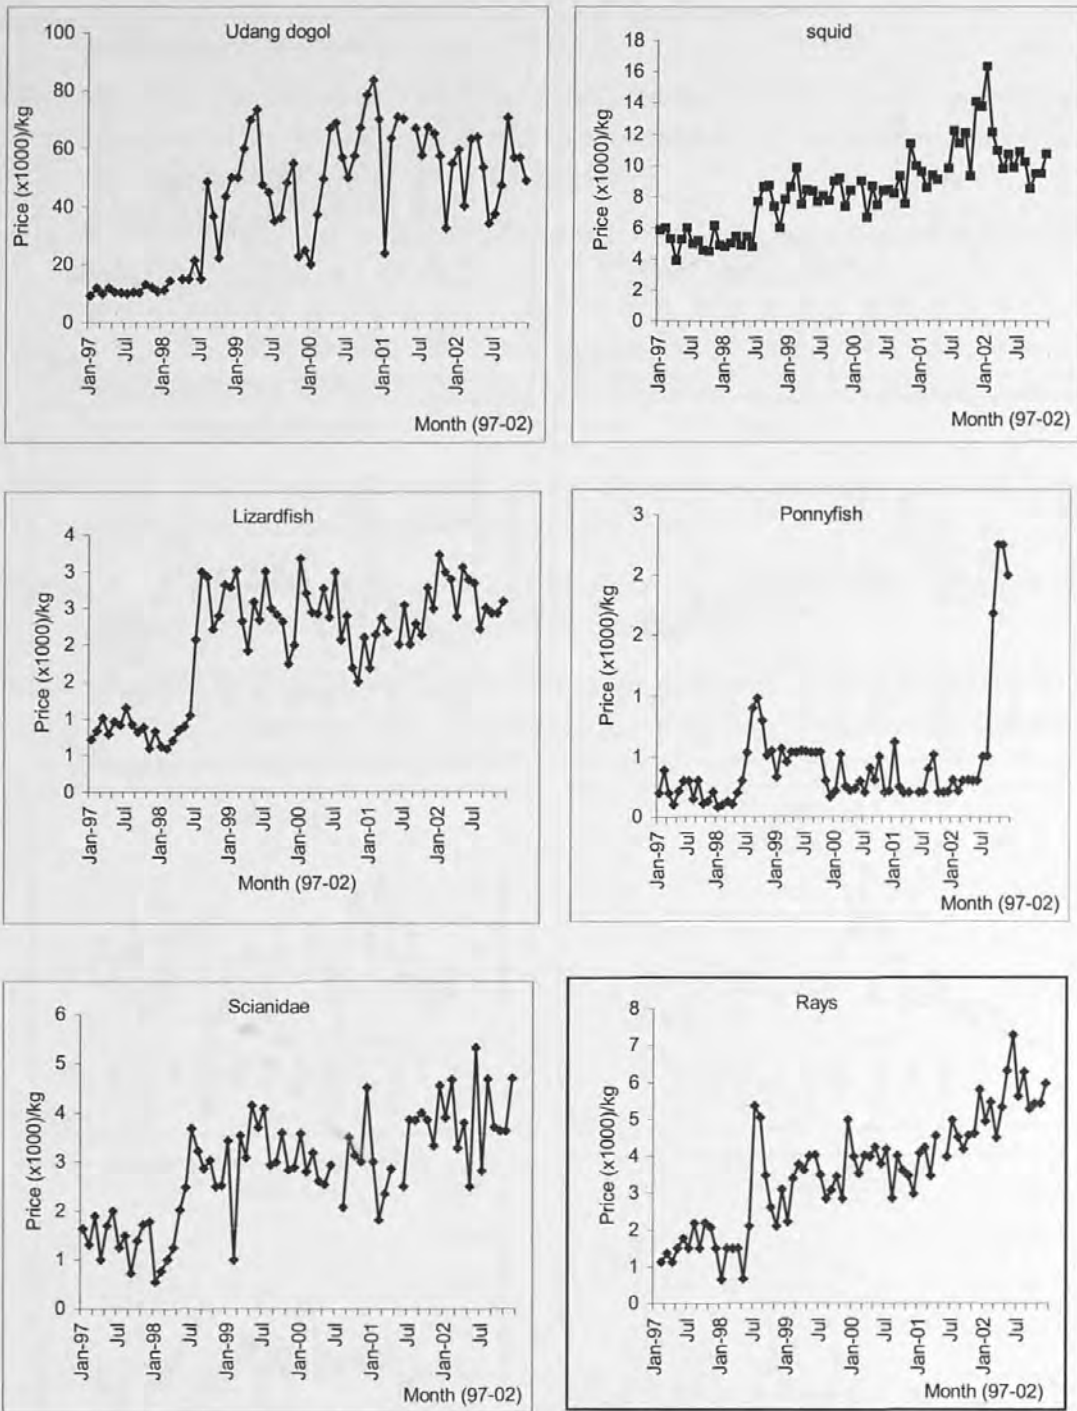 Udang dogol
Price (x1000)/kg
100
80
60
40
20
0
Jan-97
Jul
Jan-98
Jul
Jan-99
Jul
Jan-00
Jul
Jan-01
Jul
Jan-02
Jul
Month (97-02)
squid
Price (x1000)/kg
18
16
14
12
10
8
6
4
2
0
Jan-97
Jul
Jan-98
Jul
Jan-99
Jul
Jan-00
Jul
Jan-01
Jul
Jan-02
Jul
Month (97-02)
Lizardfish
Price (x1000)/kg
4
3
3
2
2
1
1
0
Jan-97
Jul
Jan-98
Jul
Jan-99
Jul
Jan-00
Jul
Jan-01
Jul
Jan-02
Jul
Month (97-02)
Ponnyfish
Price (x1000)/kg
3
2
2
1
1
0
Jan-97
Jul
Jan-98
Jul
Jan-99
Jul
Jan-00
Jul
Jan-01
Jul
Jan-02
Jul
Month (97-02)
Scianidae
Price (x1000)/kg
6
5
4
3
2
1
0
Jan-97
Jul
Jan-98
Jul
Jan-99
Jul
Jan-00
Jul
Jan-01
Jul
Jan-02
Jul
Month (97-02)
Rays
Price (x1000)/kg
8
7
6
5
4
3
2
1
0
Jan-97
Jul
Jan-98
Jul
Jan-99
Jul
Jan-00
Jul
Jan-01
Jul
Jan-02
Jul
Month (97-02)